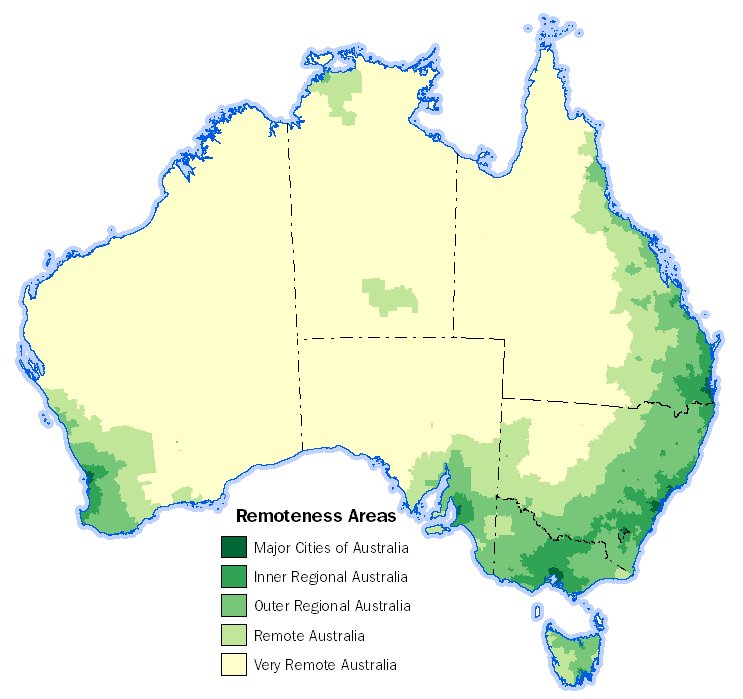 Remoteness Areas
Major Cities of Australia
Inner Regional Australia
Outer Regional Australia
Remote Australia
Very Remote Australia